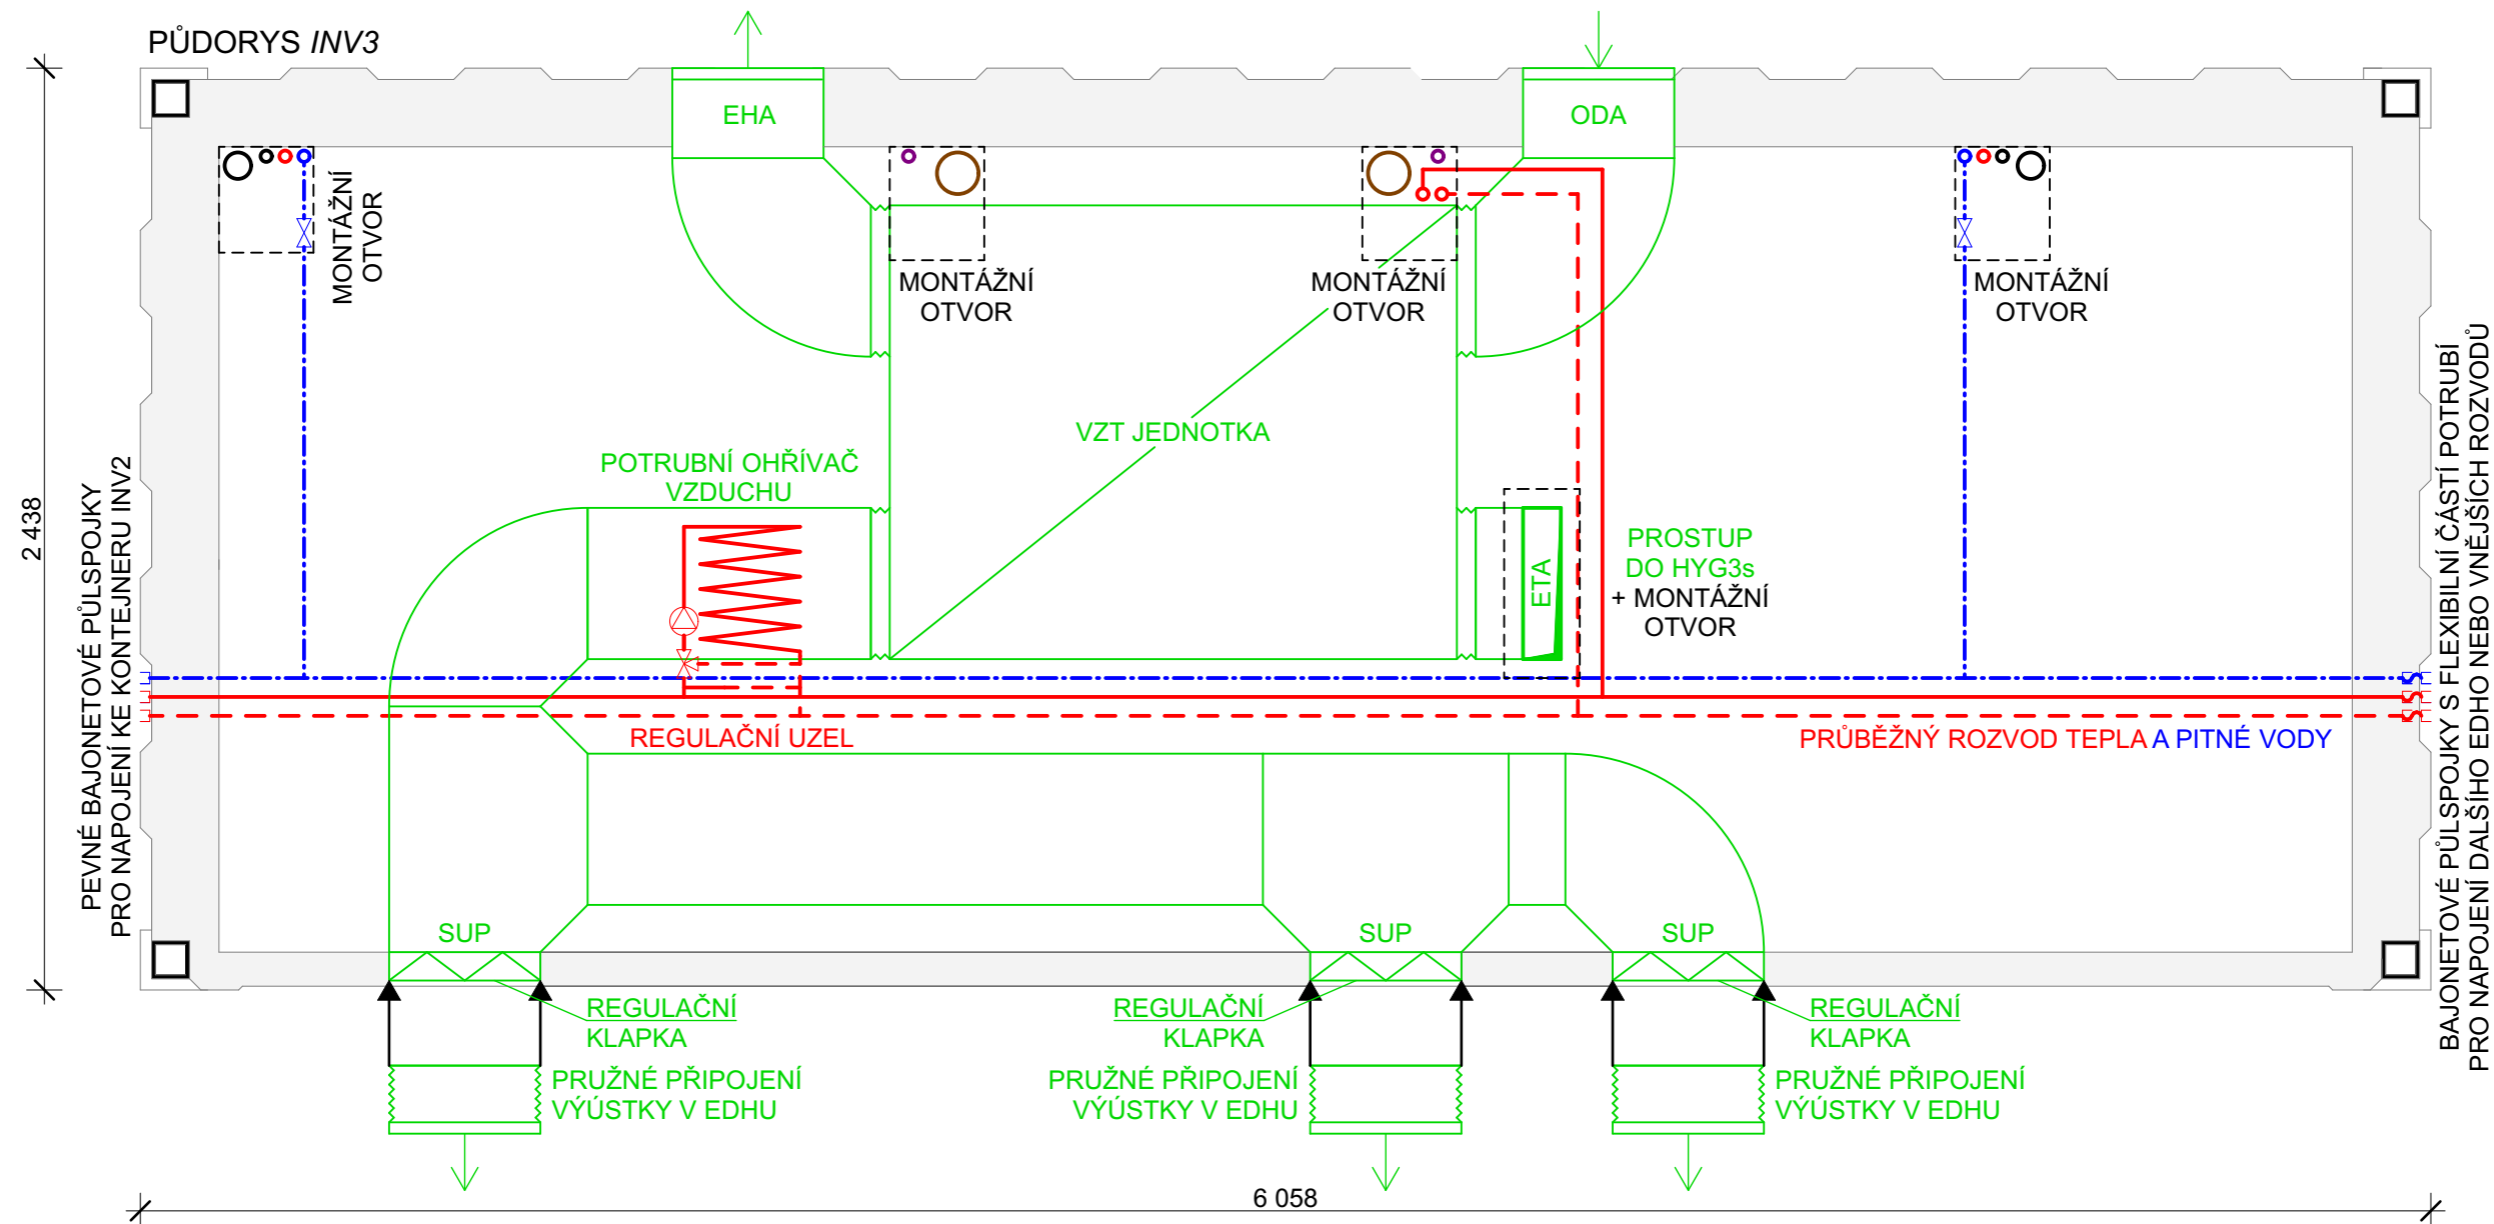 PŮDORYS INV3
EHA
ODA
MONTÁŽNÍ
OTVOR
MONTÁŽNÍ
OTVOR
MONTÁŽNÍ
OTVOR
MONTÁŽNÍ
OTVOR
VZT JEDNOTKA
POTRUBNÍ OHŘÍVAČ
VZDUCHU
2 438
PEVNÉ BAJONETOVÉ PŮLSPOJKY
PRO NAPOJENÍ KE KONTEJNERU INV2
ETA
PROSTUP
DO HYG3s
+ MONTÁŽNÍ
OTVOR
BAJONETOVÉ PŮLSPOJKY S FLEXIBILNÍ ČÁSTÍ POTRUBÍ
PRO NAPOJENÍ DALŠÍHO EDHO NEBO VNĚJŠÍCH ROZVODŮ
REGULAČNÍ UZEL
PRŮBĚŽNÝ ROZVOD TEPLA A PITNÉ VODY
SUP
SUP
SUP
REGULAČNÍ
KLAPKA
REGULAČNÍ
KLAPKA
REGULAČNÍ
KLAPKA
PRUŽNÉ PŘIPOJENÍ
VÝÚSTKY V EDHU
PRUŽNÉ PŘIPOJENÍ
VÝÚSTKY V EDHU
PRUŽNÉ PŘIPOJENÍ
VÝÚSTKY V EDHU
6 058